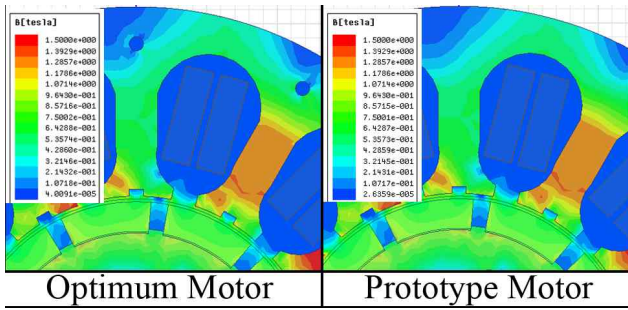 B[tesla]
1.5000e+000
1.3929e+000
1.2857e+000
1.1786e+000
1.0714e+000
9.6430e-001
8.5716e-001
7.5002e-001
6.4288e-001
5.3574e-001
4.2860e-001
3.2146e-001
2.1432e-001
1.0718e-001
4.0091e-005
B[tesla]
1.5000e+000
1.3929e+000
1.2857e+000
1.1786e+000
1.0714e+000
9.6430e-001
8.5715e-001
7.5001e-001
6.4287e-001
5.3573e-001
4.2859e-001
3.2145e-001
2.1431e-001
1.0717e-001
2.6359e-005
Optimum Motor
Prototype Motor